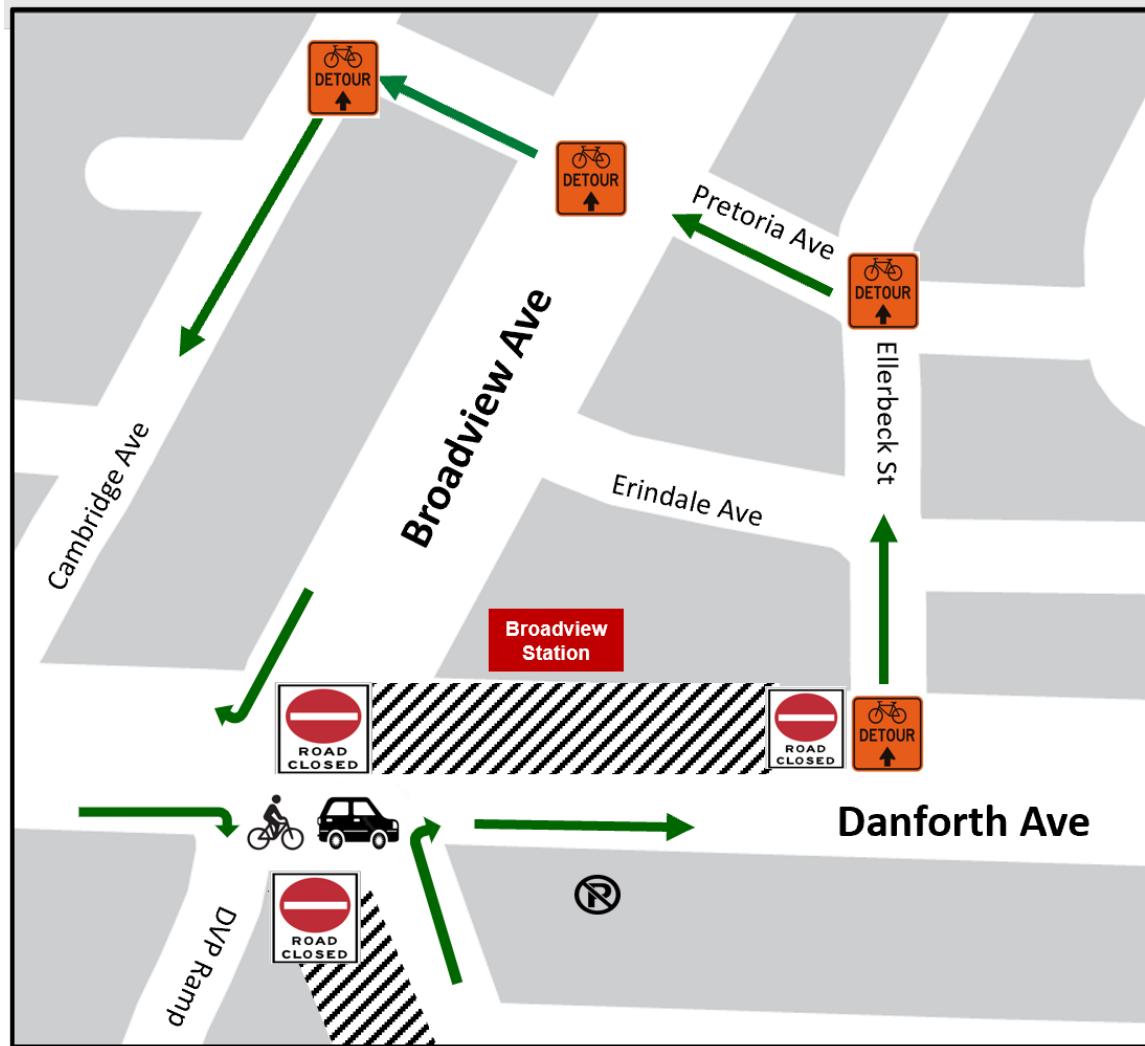 DETOUR
DETOUR
Pretoria Ave
DETOUR
Broadview Ave
Ellerbeck St
Cambridge Ave
Erindale Ave
Broadview
Station
ROAD
CLOSED
ROAD
CLOSED
DETOUR
Danforth Ave
P
ROAD
CLOSED
DVP Ramp